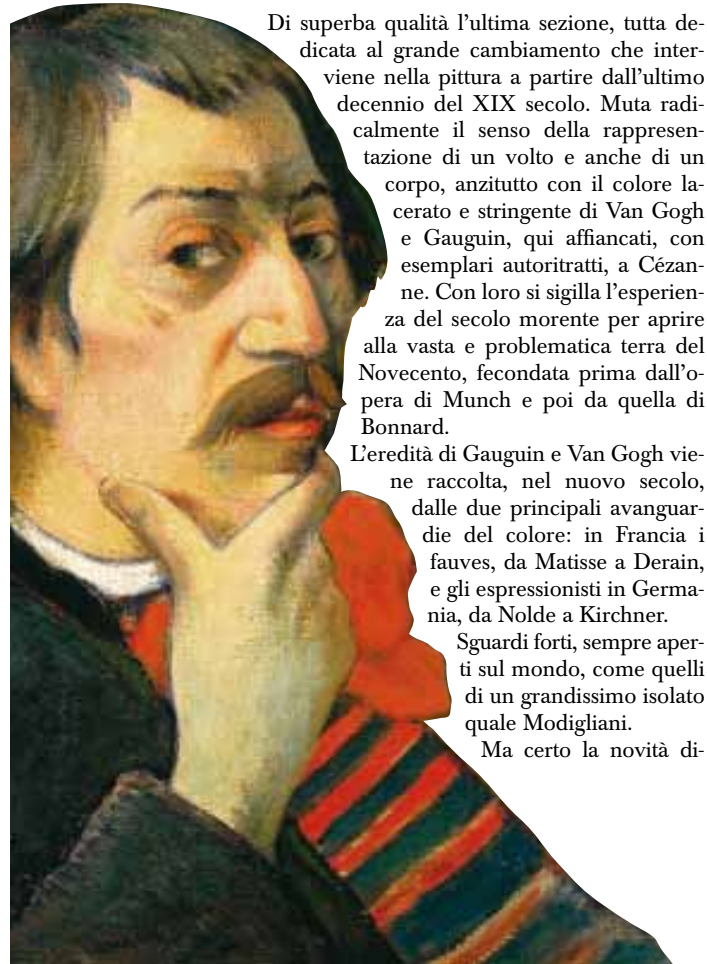 Di superba qualità l’ultima sezione, tutta de-
dicata al grande cambiamento che inter-
viene nella pittura a partire dall’ultimo
decennio del XIX secolo. Muta radi-
calmente il senso della rappresen-
tazione di un volto e anche di un
corpo, anzitutto con il colore la-
cerato e stringente di Van Gogh
e Gauguin, qui affiancati, con
esemplari autoritratti, a Cézan-
ne. Con loro si sigilla l’esperien-
za del secolo morente per aprire
alla vasta e problematica terra del
Novecento, fecondata prima dall’o-
pera di Munch e poi da quella di
Bonnard.
L’eredità di Gauguin e Van Gogh vie-
ne raccolta, nel nuovo secolo,
dalle due principali avanguar-
die del colore: in Francia i
fauves, da Matisse a Derain,
e gli espressionisti in Germa-
nia, da Nolde a Kirchner.
Sguardi forti, sempre aper-
ti sul mondo, come quelli
di un grandissimo isolato
quale Modigliani.
Ma certo la novità di-